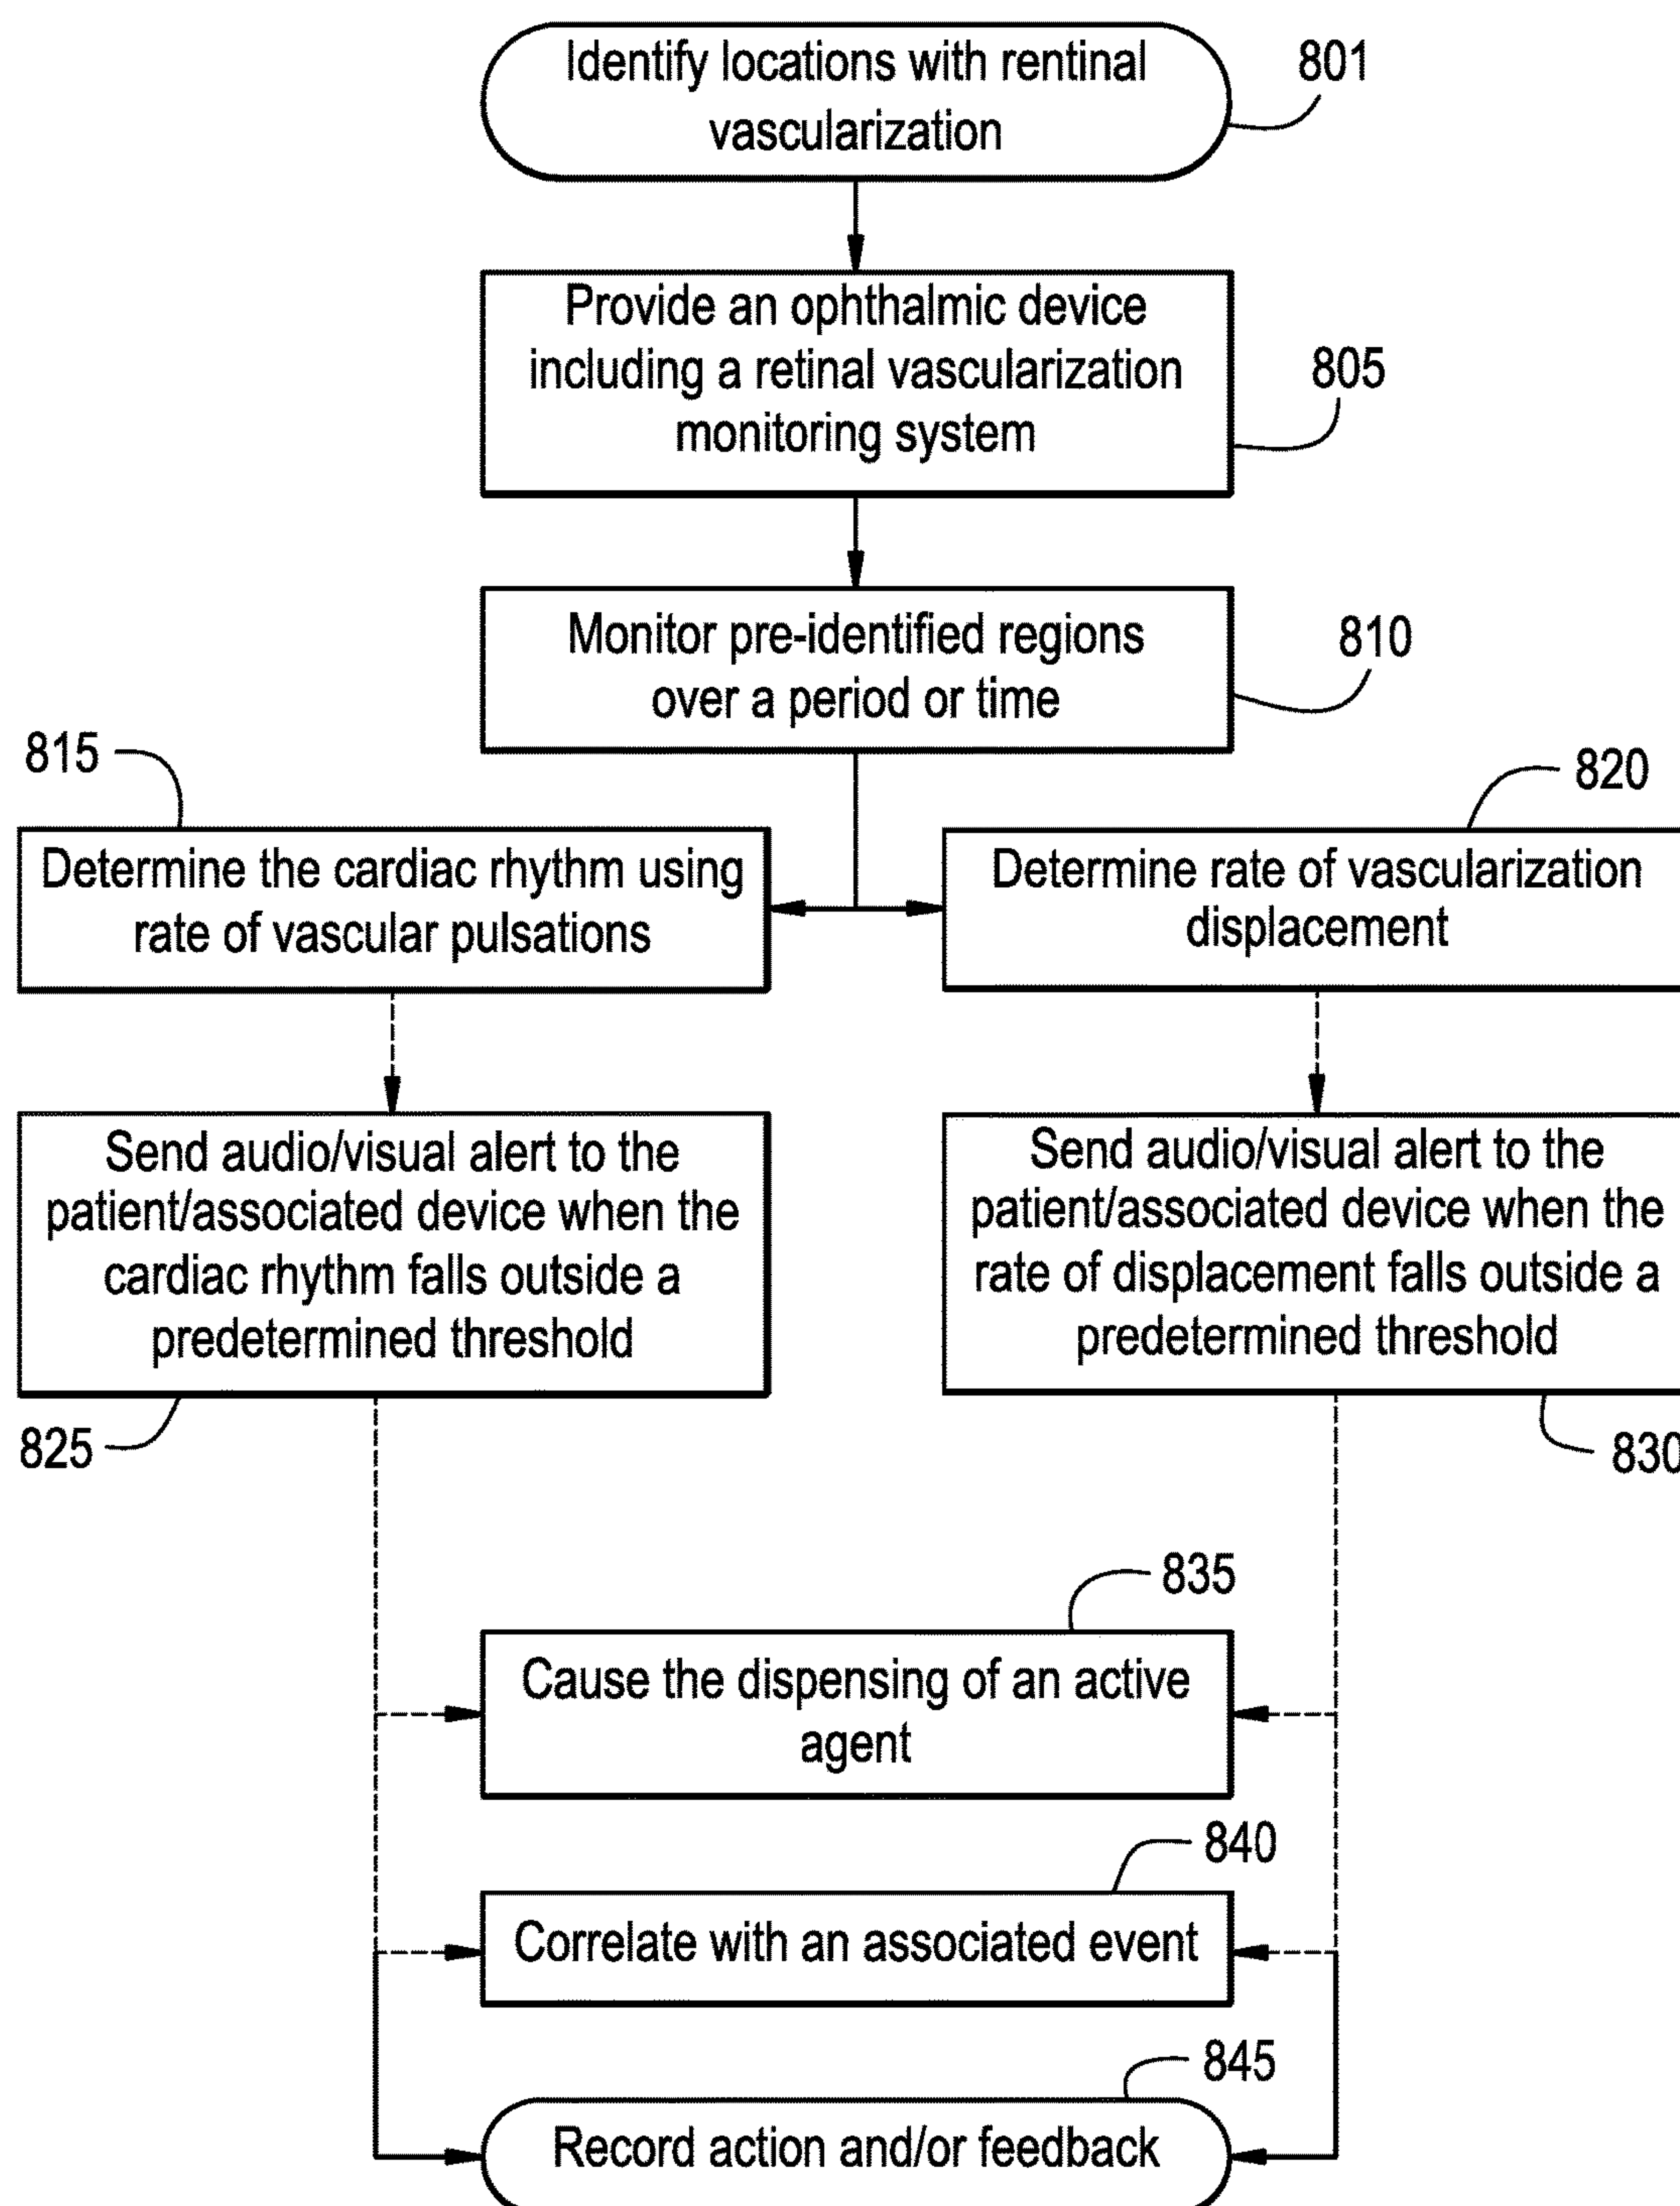 Identify locations with rentinal
vascularization
801
Provide an ophthalmic device
including a retinal vascularization
monitoring system
805
Monitor pre-identified regions
over a period or time
810
815
820
Determine the cardiac rhythm using
rate of vascular pulsations
Determine rate of vascularization
displacement
Send audio/visual alert to the
patient/associated device when the
cardiac rhythm falls outside a
predetermined threshold
825
Send audio/visual alert to the
patient/associated device when the
rate of displacement falls outside a
predetermined threshold
830
835
Cause the dispensing of an active
agent
840
Correlate with an associated event
845
Record action and/or feedback